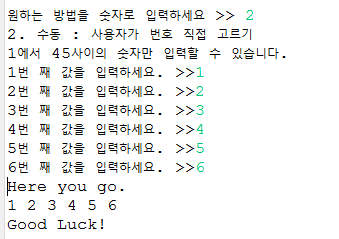 원하는 방법을 숫자로 입력하세요 >> 2
2. 수동 : 사용자가 번호 직접 고르기
1에서 45사이의 숫자만 입력할 수 있습니다.
1번 째 값을 입력하세요. >>1
2번 째 값을 입력하세요. >>2
3번 째 값을 입력하세요. >>3
4번 째 값을 입력하세요. >>4
5번 째 값을 입력하세요. >>5
6번 째 값을 입력하세요. >>6
Here you go.
1 2 3 4 5 6
Good Luck!